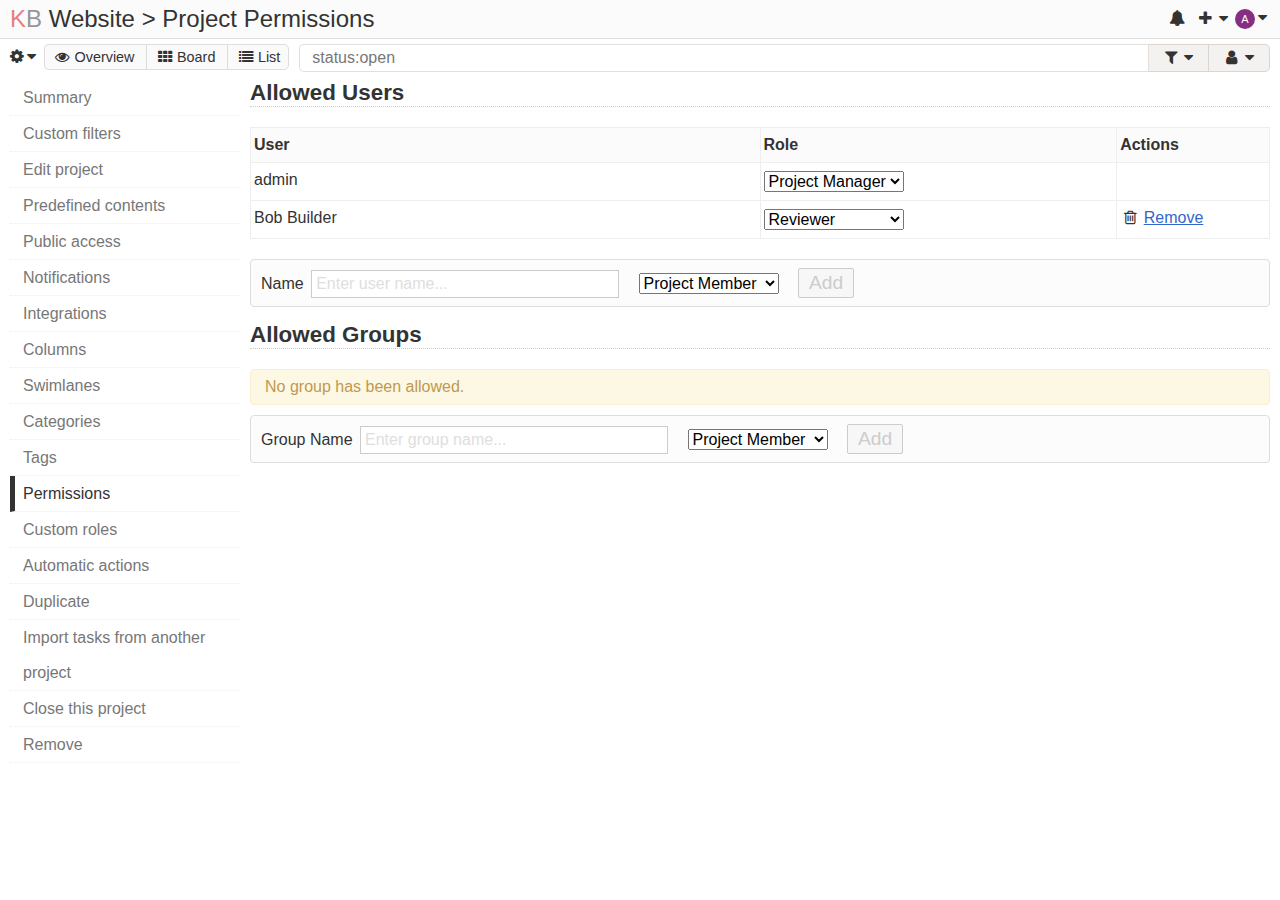 KB Website > Project Permissions
A
Overview Board List status:open
Summary
Custom filters
Edit project
Predefined contents
Public access
Notifications
Integrations
Columns
Swimlanes
Categories
Tags
Permissions
Custom roles
Automatic actions
Duplicate
Import tasks from another
project
Close this project
Remove
Allowed Users
User Role Actions
admin Project Manager
Bob Builder Reviewer Remove
Name Enter user name... Project Member Add
Allowed Groups
No group has been allowed.
Group Name Enter group name... Project Member Add